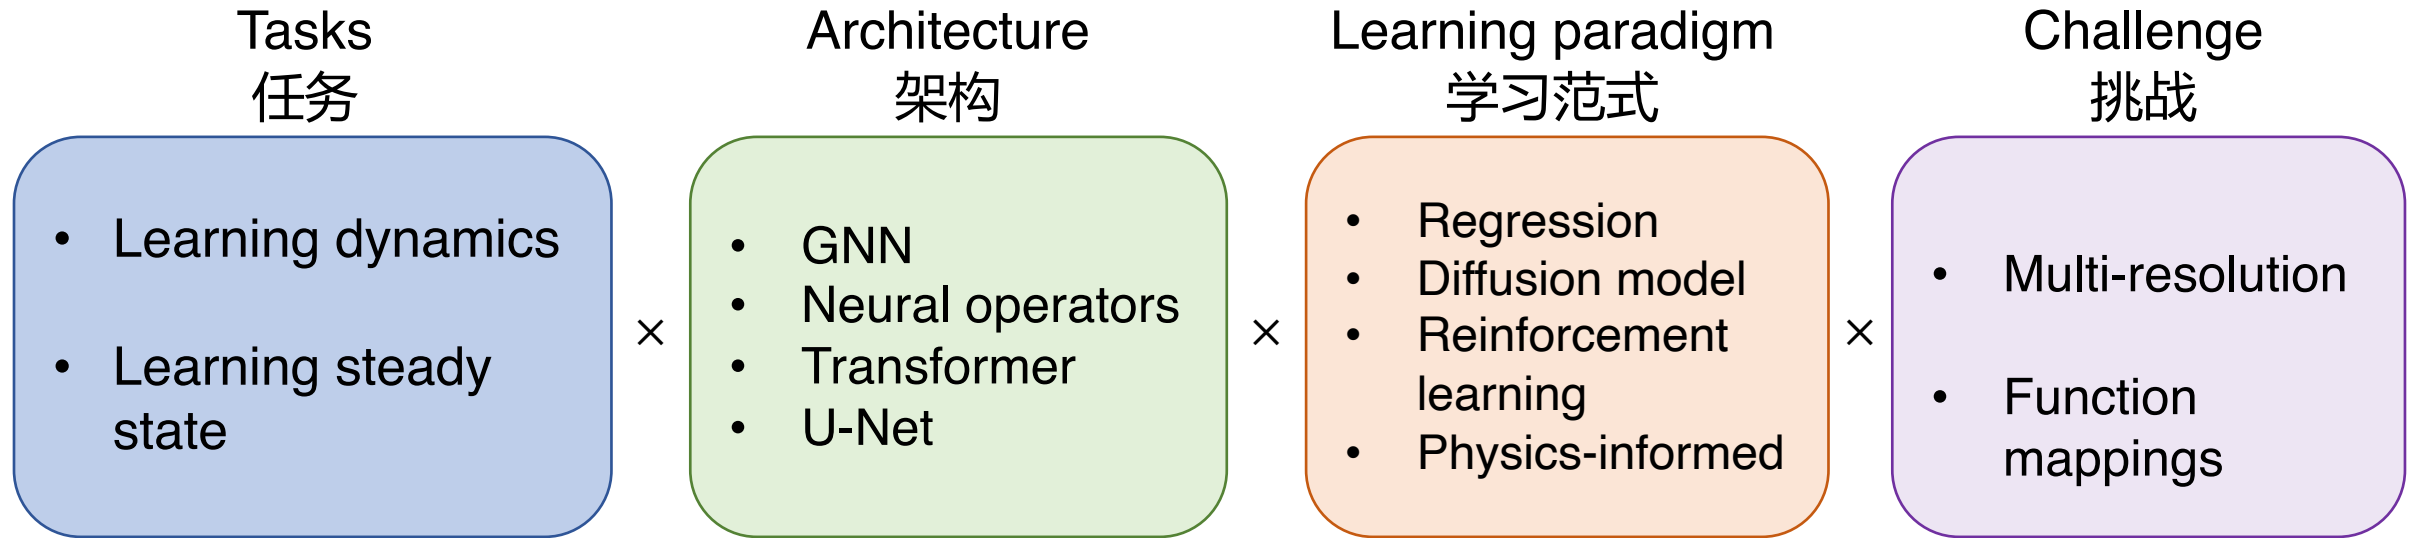 Tasks
任务
• Learning dynamics
• Learning steady
state
×
Architecture
架构
• GNN
• Neural operators
• Transformer
• U-Net
×
Learning paradigm
学习范式
• Regression
• Diffusion model
• Reinforcement
learning
• Physics-informed
×
Challenge
挑战
• Multi-resolution
• Function
mappings